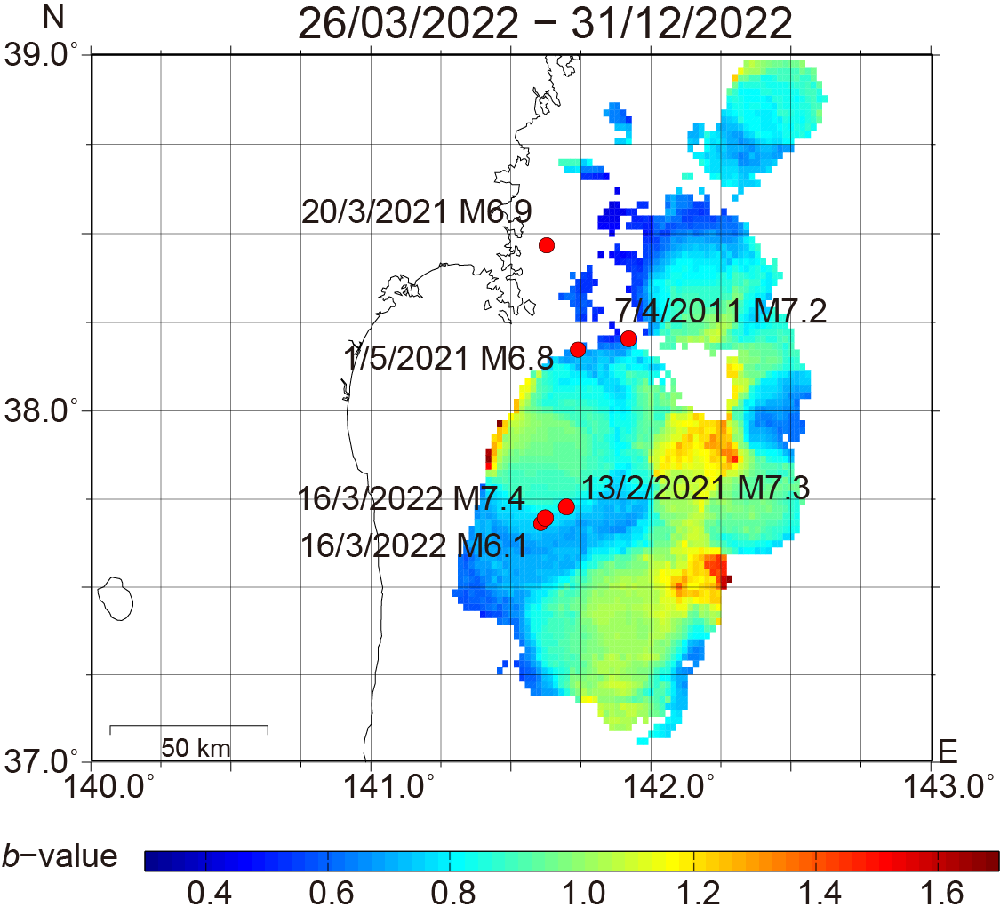 N
26/03/2022 − 31/12/2022
39.0°
20/3/2021 M6.9
7/4/2011 M7.2
1/5/2021 M6.8
38.0°
13/2/2021 M7.3
16/3/2022 M7.4
16/3/2022 M6.1
50 km
37.0°
E
140.0° 141.0° 142.0° 143.0°
b−value
0.4 0.6 0.8 1.0 1.2 1.4 1.6